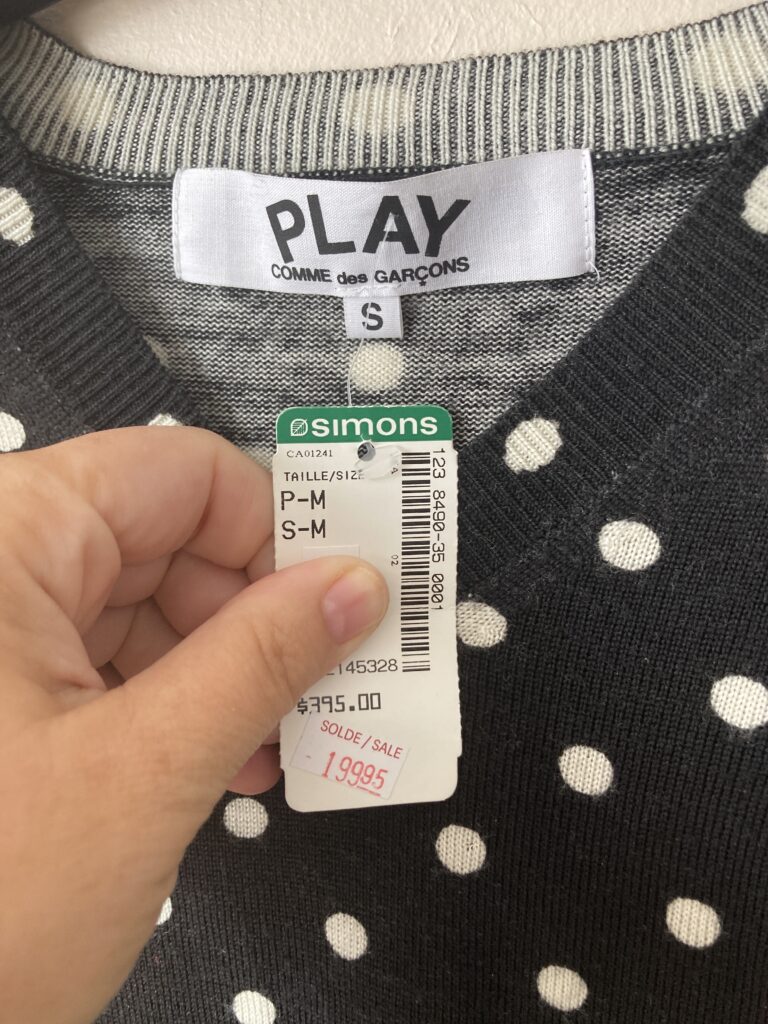 PLAY
COMME des GARÇONS
S
simons
CA01241
TAILLE/SIZE
P-M
S-M
123 8490-35 0001
02
145328
$395.00
SOLDE / SALE
199.95